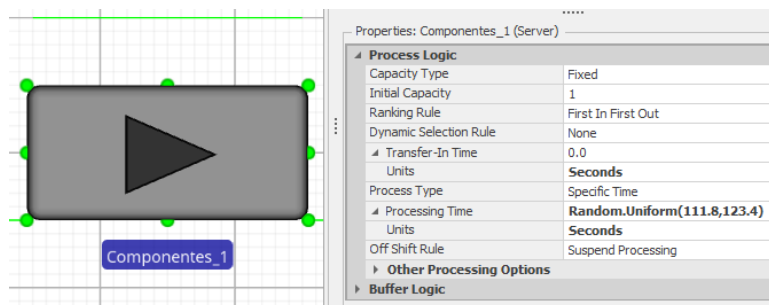 Componentes_1
Properties: Componentes_1 (Server)
Process Logic
Capacity Type Fixed
Initial Capacity 1
Ranking Rule First In First Out
Dynamic Selection Rule None
Transfer-In Time 0.0
Units Seconds
Process Type Specific Time
Processing Time Random.Uniform(111.8,123.4)
Units Seconds
Off Shift Rule Suspend Processing
Other Processing Options
Buffer Logic